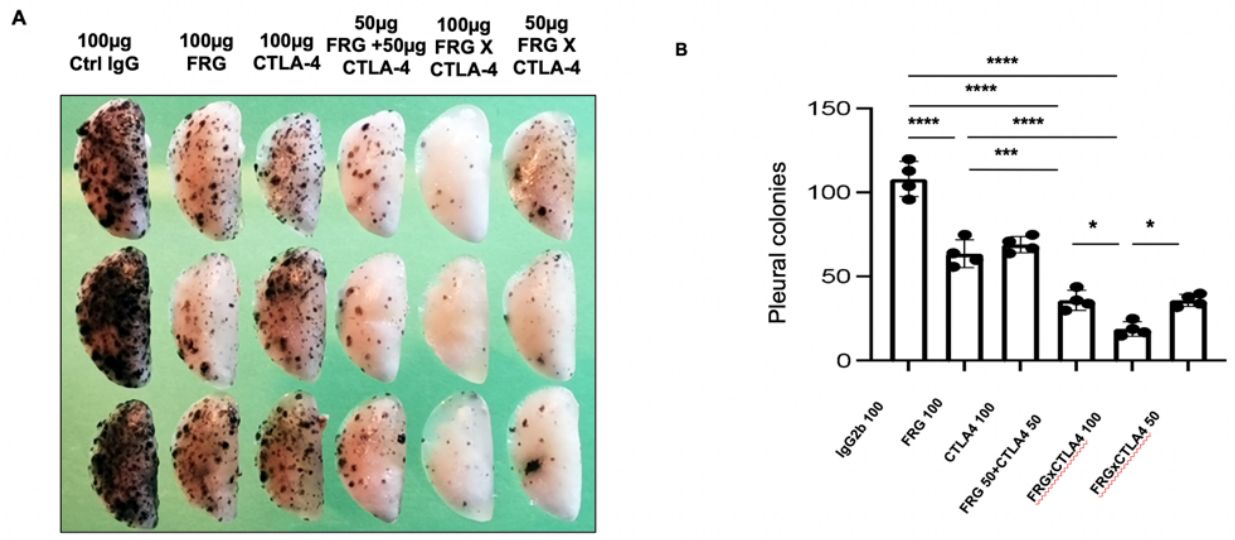 A
100µg
Ctrl IgG
100µg
FRG
100µg
CTLA-4
50µg
FRG +50µg
CTLA-4
100µg
FRG X
CTLA-4
50µg
FRG X
CTLA-4
B
****
****
****
****
***
*
*
150
100
50
0
Pleural colonies
IgG2b 100
FRG 100
CTLA4 100
FRG 50+CTLA4 50
FRGxCTLA4 100
FRGxCTLA4 50